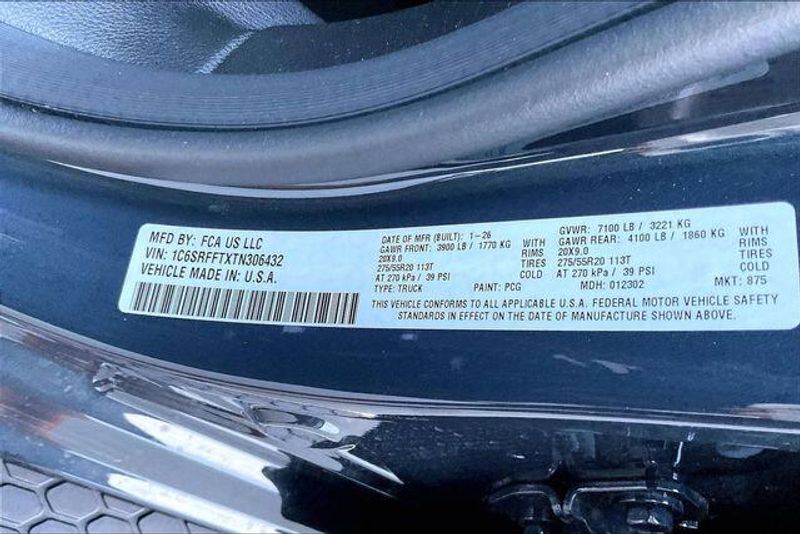 MFD BY: FCA US LLC
VIN: 1C6SRFFTXTN306432
VEHICLE MADE IN: U.S.A.
DATE OF MFR (BUILT): 1-26 GVWR: 7100 LB / 3221 KG
GAWR FRONT: 3900 LB / 1770 KG WITH GAWR REAR: 4100 LB / 1860 KG WITH
20X9.0 RIMS 20X9.0 RIMS
275/55R20 113T TIRES 275/55R20 113T TIRES
AT 270 kPa / 39 PSI COLD AT 270 kPa / 39 PSI COLD
TYPE: TRUCK PAINT: PCG MDH: 012302 MKT: 875
THIS VEHICLE CONFORMS TO ALL APPLICABLE U.S.A. FEDERAL MOTOR VEHICLE SAFETY
STANDARDS IN EFFECT ON THE DATE OF MANUFACTURE SHOWN ABOVE.